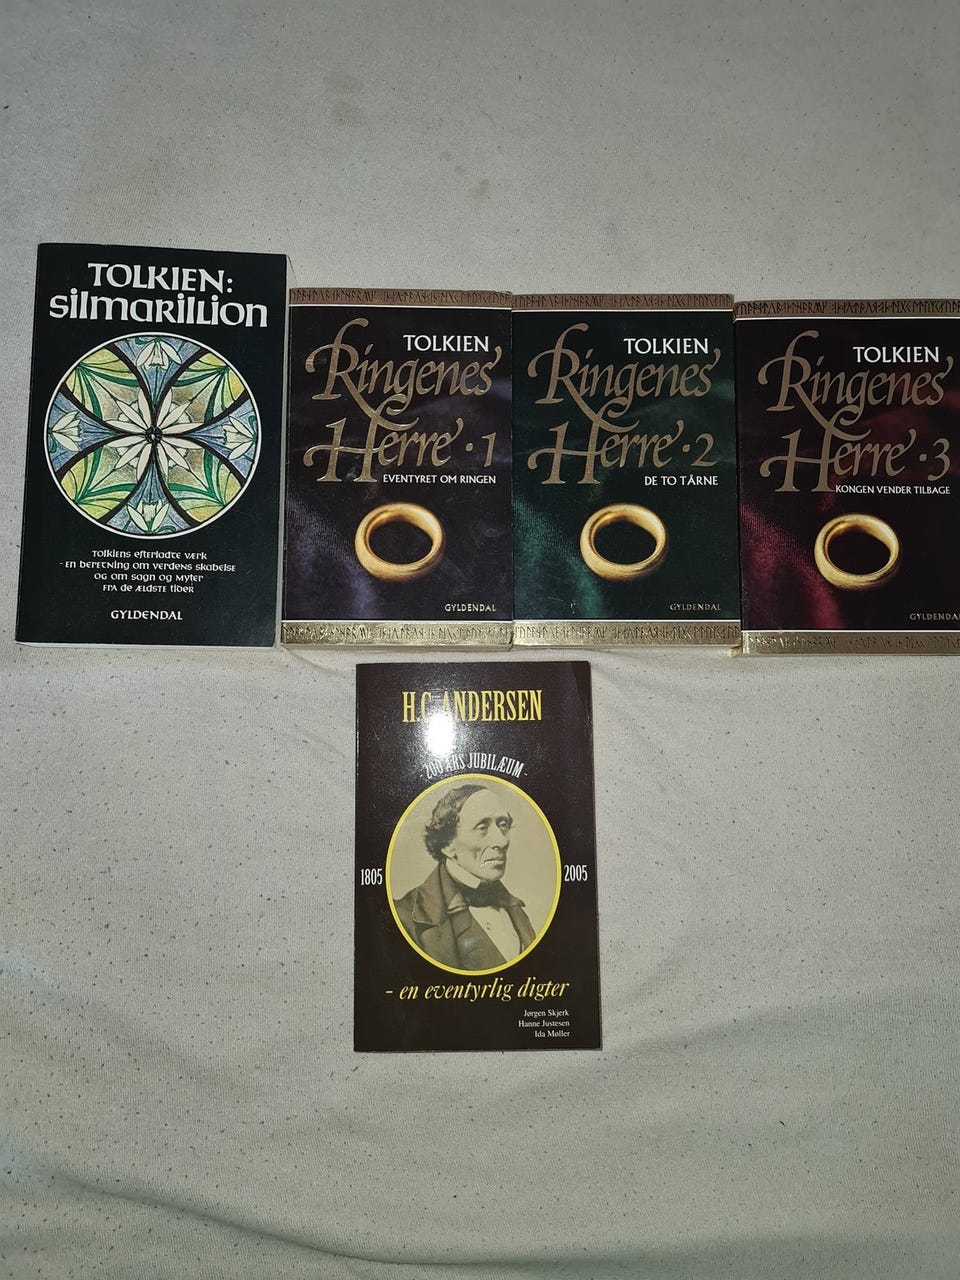 TOLKIEN:
silmarillion
Tolkiens efterladte værk
- en beretning om verdens skabelse
og om sagn og myter
fra de ældste tider
GYLDENDAL
TOLKIEN
Ringenes
Herre · 1
EVENTYRET OM RINGEN
GYLDENDAL
TOLKIEN
Ringenes
Herre · 2
DE TO TÅRNE
GYLDENDAL
TOLKIEN
Ringenes
Herre · 3
KONGEN VENDER TILBAGE
GYLDENDAL
H.C. ANDERSEN
- 200 ÅRS JUBILÆUM -
1805
2005
- en eventyrlig digter
Jørgen Skjerk
Hanne Justesen
Ida Møller